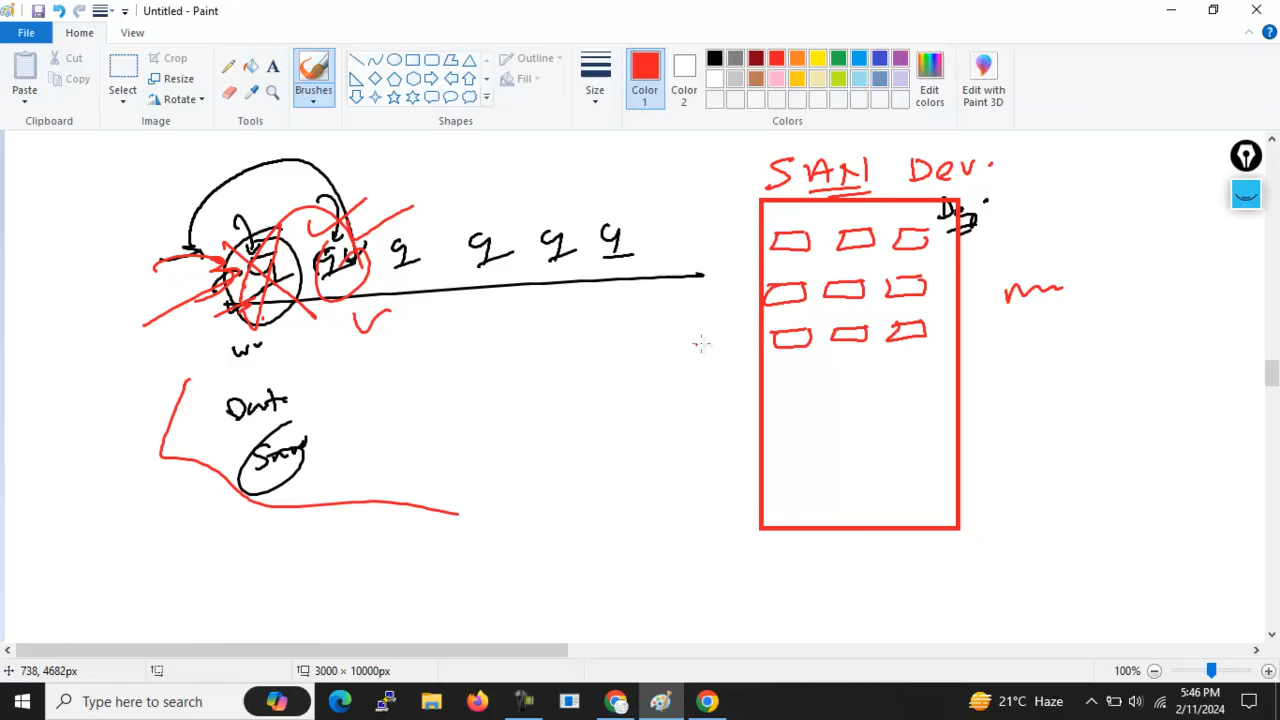 Untitled - Paint
File
Home
View
Paste
Cut
Copy
Clipboard
Select
Crop
Resize
Rotate
Image
Tools
Brushes
Shapes
Outline
Fill
Size
Color 1
Color 2
Edit colors
Edit with Paint 3D
Colors
SAN Dev.
q q q q
Data
738, 4682px
3000 × 10000px
100%
Type here to search
21°C Haze
5:46 PM
2/11/2024